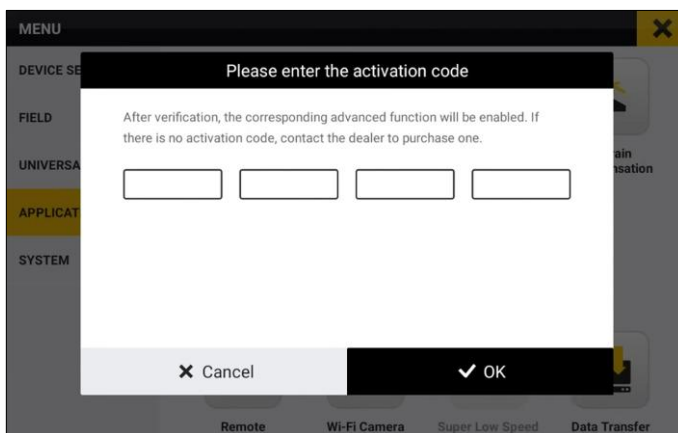 MENU
DEVICE SE
Please enter the activation code
FIELD
After verification, the corresponding advanced function will be enabled. If
there is no activation code, contact the dealer to purchase one.
UNIVERSA
rain
nsation
APPLICAT
SYSTEM
Cancel
OK
Remote
Wi-Fi Camera
Super Low Speed
Data Transfer